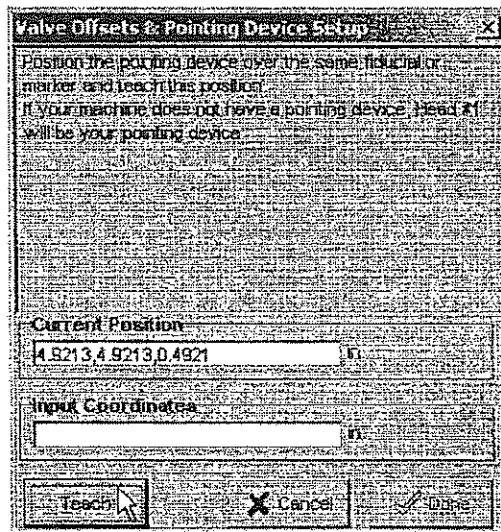 Valve Offsets & Pointing Device Setup
Position the pointing device over the same fiducial or
marker and teach this position.
If your machine does not have a pointing device, Head #1
will be your pointing device.
Current Position
4.9213,4.9213,0.4921 in
Input Coordinates
in
Teach Cancel Done